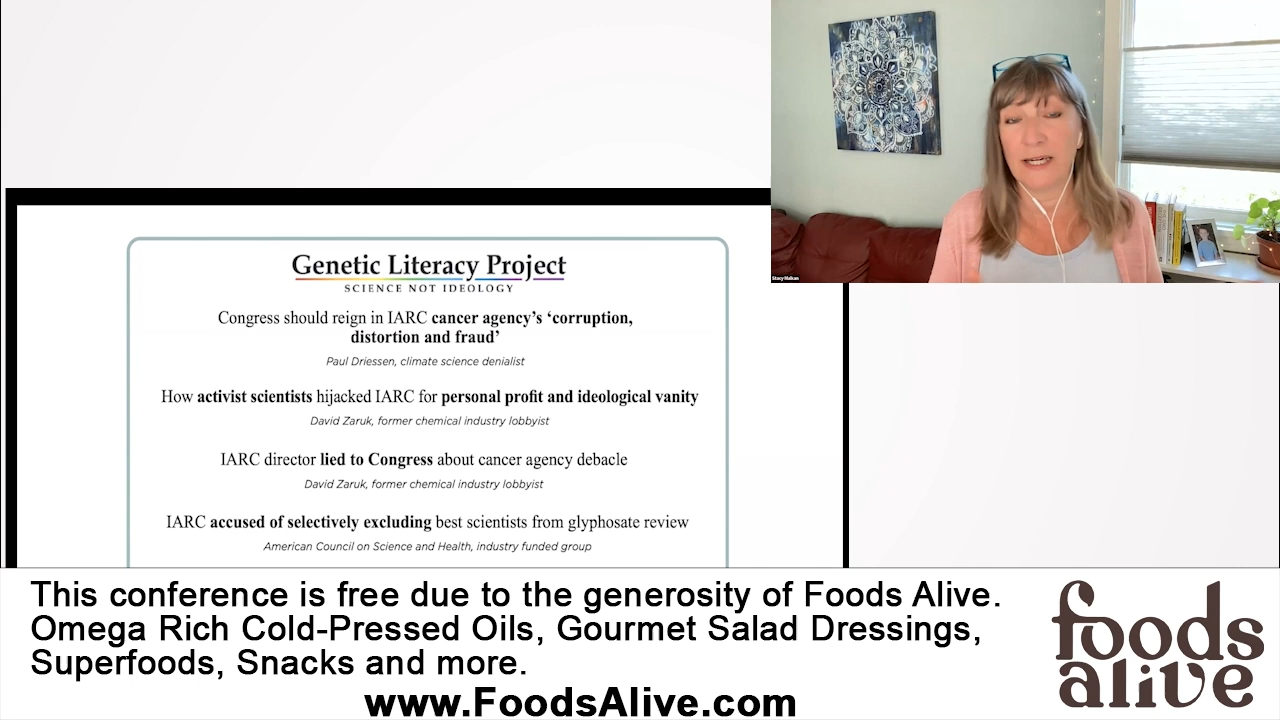 Stacy Malkan
Genetic Literacy Project
SCIENCE NOT IDEOLOGY
Congress should reign in IARC cancer agency's ‘corruption,
distortion and fraud’
Paul Driessen, climate science denialist
How activist scientists hijacked IARC for personal profit and ideological vanity
David Zaruk, former chemical industry lobbyist
IARC director lied to Congress about cancer agency debacle
David Zaruk, former chemical industry lobbyist
IARC accused of selectively excluding best scientists from glyphosate review
American Council on Science and Health, industry funded group
This conference is free due to the generosity of Foods Alive.
Omega Rich Cold-Pressed Oils, Gourmet Salad Dressings,
Superfoods, Snacks and more.
www.FoodsAlive.com
foods
alive